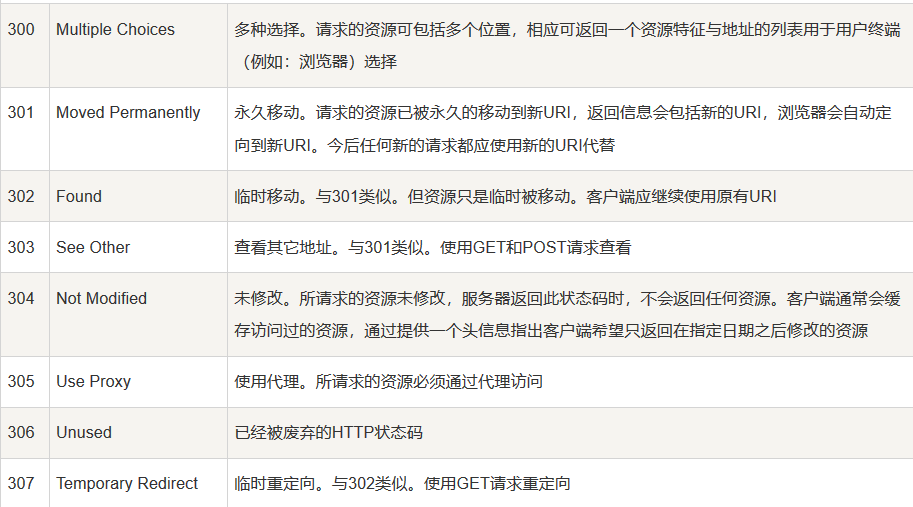 300 Multiple Choices 多种选择。请求的资源可包括多个位置，相应可返回一个资源特征与地址的列表用于用户终端
（例如：浏览器）选择
301 Moved Permanently 永久移动。请求的资源已被永久的移动到新URI，返回信息会包括新的URI，浏览器会自动定
向到新URI。今后任何新的请求都应使用新的URI代替
302 Found 临时移动。与301类似。但资源只是临时被移动。客户端应继续使用原有URI
303 See Other 查看其它地址。与301类似。使用GET和POST请求查看
304 Not Modified 未修改。所请求的资源未修改，服务器返回此状态码时，不会返回任何资源。客户端通常会缓
存访问过的资源，通过提供一个头信息指出客户端希望只返回在指定日期之后修改的资源
305 Use Proxy 使用代理。所请求的资源必须通过代理访问
306 Unused 已经被废弃的HTTP状态码
307 Temporary Redirect 临时重定向。与302类似。使用GET请求重定向